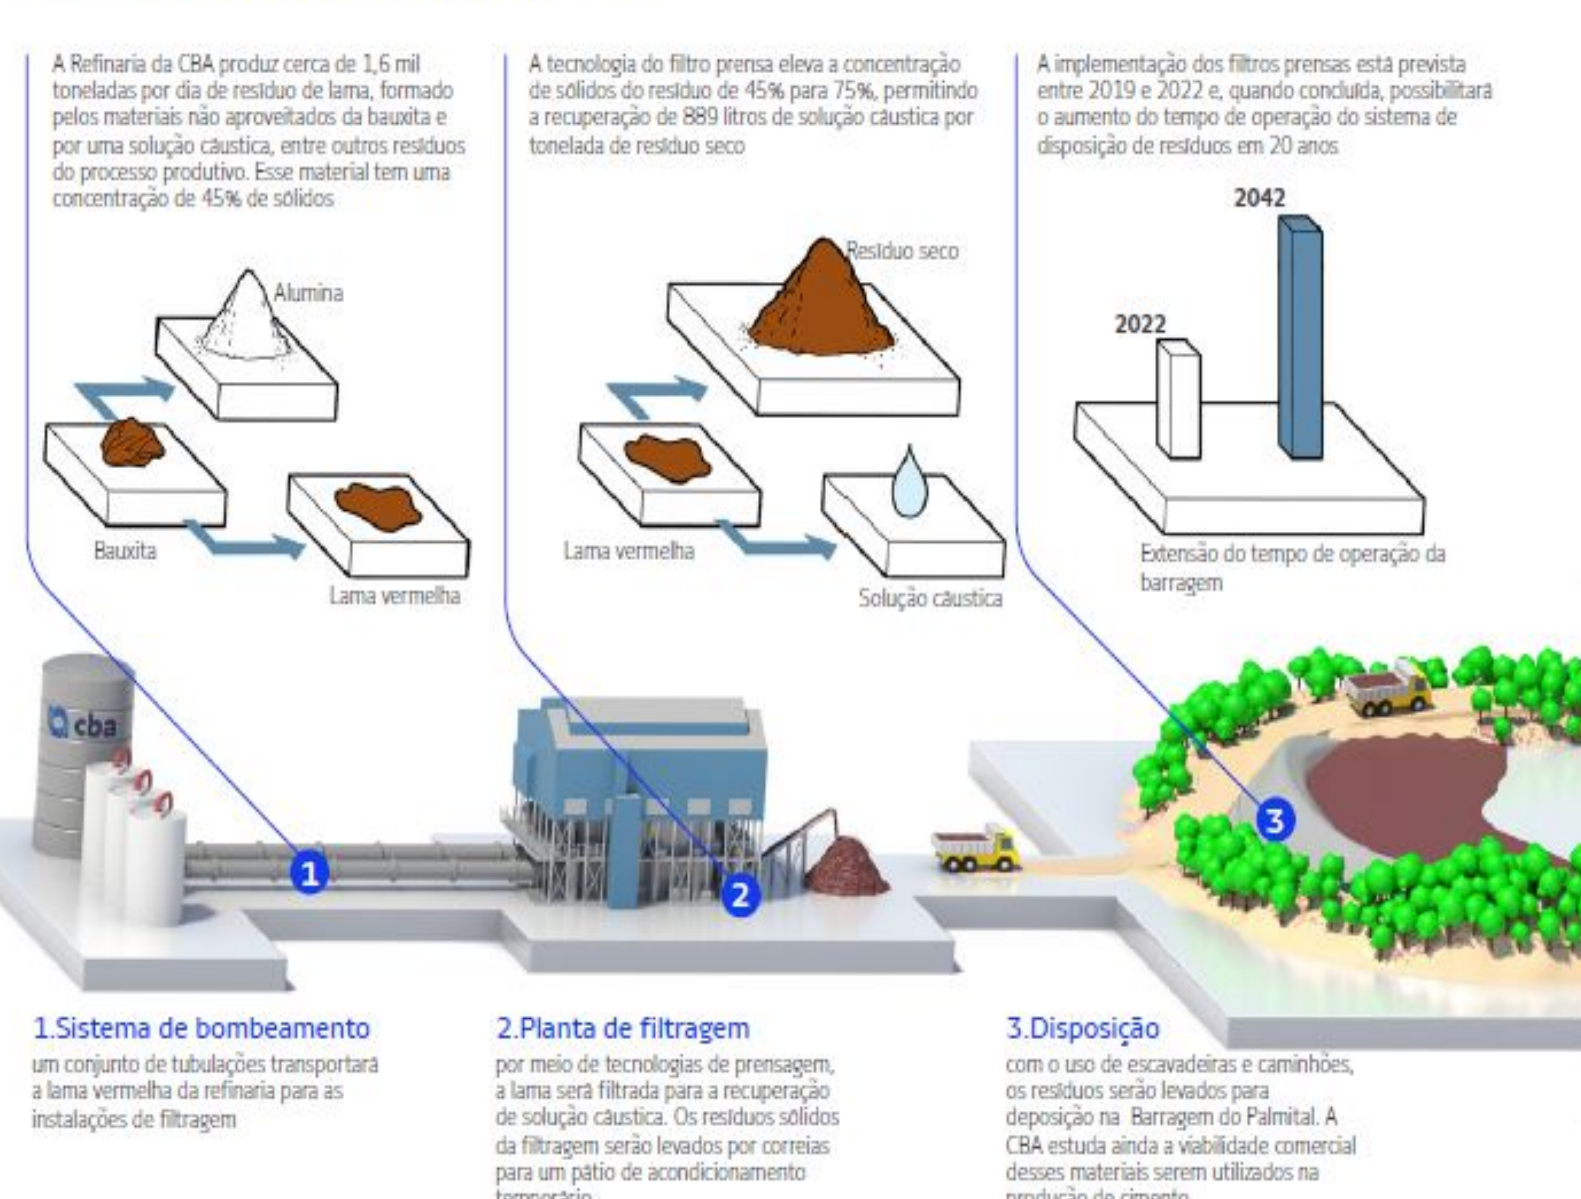 A Refinaria da CBA produz cerca de 1,6 mil
toneladas por dia de resíduo de lama, formado
pelos materiais não aproveitados da bauxita e
por uma solução cáustica, entre outros resíduos
do processo produtivo. Esse material tem uma
concentração de 45% de sólidos
A tecnologia do filtro prensa eleva a concentração
de sólidos do resíduo de 45% para 75%, permitindo
a recuperação de 889 litros de solução cáustica por
tonelada de resíduo seco
A implementação dos filtros prensas está prevista
entre 2019 e 2022 e, quando concluída, possibilitará
o aumento do tempo de operação do sistema de
disposição de resíduos em 20 anos
Alumina
Bauxita
Lama vermelha
Resíduo seco
Lama vermelha
Solução cáustica
2042
2022
Extensão do tempo de operação da
barragem
cba
1
2
3
1.Sistema de bombeamento
um conjunto de tubulações transportará
a lama vermelha da refinaria para as
instalações de filtragem
2.Planta de filtragem
por meio de tecnologias de prensagem,
a lama será filtrada para a recuperação
de solução cáustica. Os resíduos sólidos
da filtragem serão levados por correias
para um pátio de acondicionamento
temporário
3.Disposição
com o uso de escavadeiras e caminhões,
os resíduos serão levados para
deposição na Barragem do Palmital. A
CBA estuda ainda a viabilidade comercial
desses materiais serem utilizados na
produção de cimento